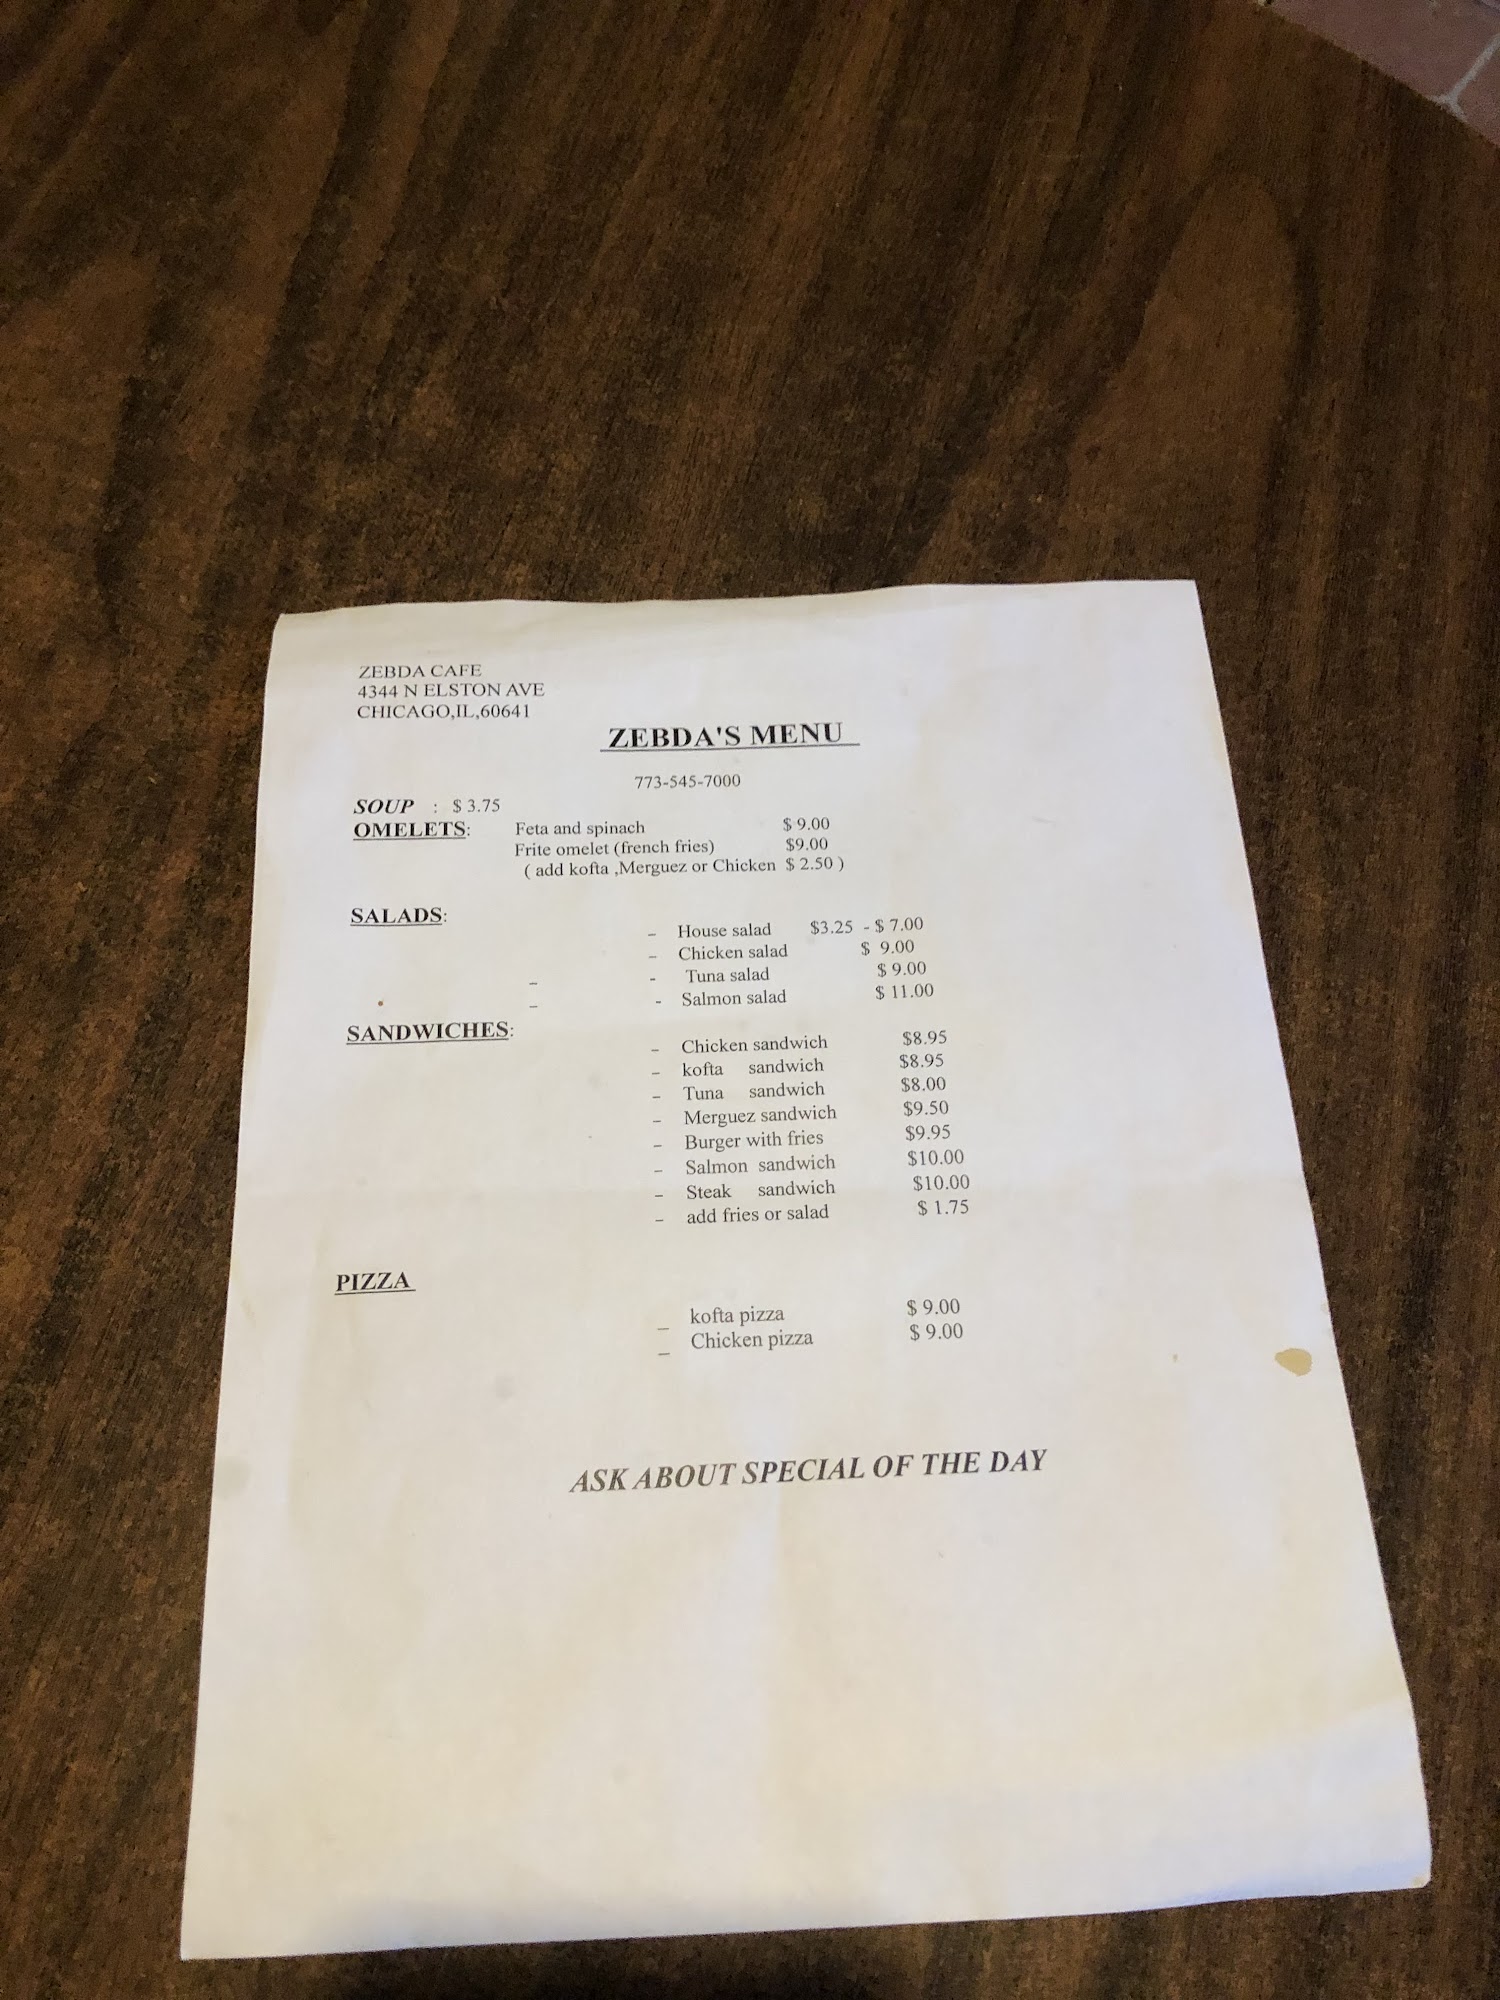 ZEBDA CAFE
4344 N ELSTON AVE
CHICAGO,IL,60641
ZEBDA'S MENU
773-545-7000
SOUP : $ 3.75
OMELETS: Feta and spinach $ 9.00
Frite omelet (french fries) $9.00
( add kofta ,Merguez or Chicken $ 2.50 )
SALADS:
– House salad $3.25 - $ 7.00
– Chicken salad $ 9.00
– - Tuna salad $ 9.00
– - Salmon salad $ 11.00
SANDWICHES:
– Chicken sandwich $8.95
– kofta sandwich $8.95
– Tuna sandwich $8.00
– Merguez sandwich $9.50
– Burger with fries $9.95
– Salmon sandwich $10.00
– Steak sandwich $10.00
– add fries or salad $ 1.75
PIZZA
_ kofta pizza $ 9.00
_ Chicken pizza $ 9.00
ASK ABOUT SPECIAL OF THE DAY